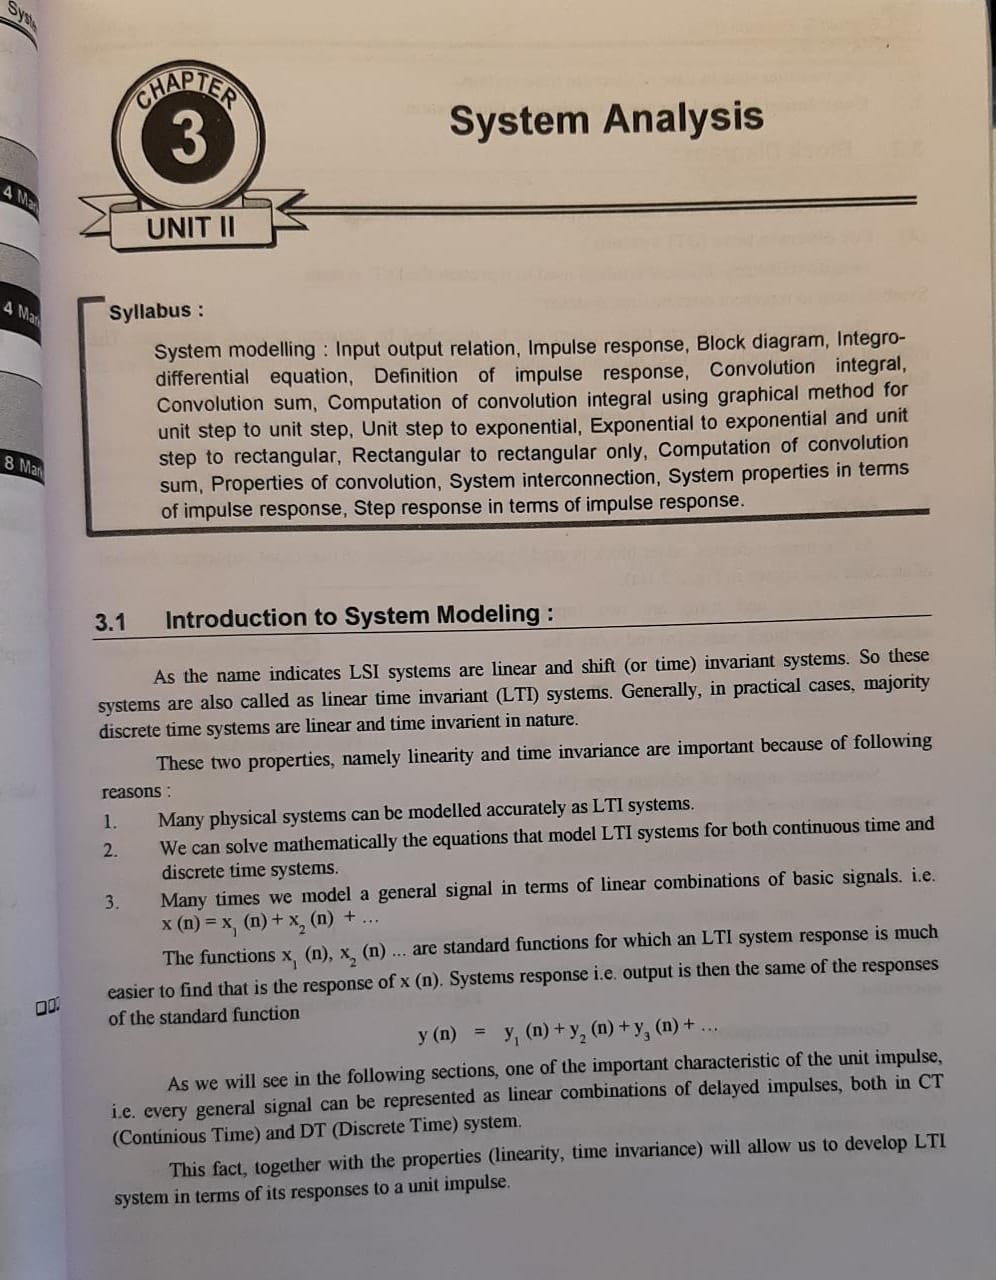 Syste
4 Mar
4 Mar
8 Mar
CHAPTER
3
UNIT II
System Analysis
Syllabus :
System modelling : Input output relation, Impulse response, Block diagram, Integro-
differential equation, Definition of impulse response, Convolution integral,
Convolution sum, Computation of convolution integral using graphical method for
unit step to unit step, Unit step to exponential, Exponential to exponential and unit
step to rectangular, Rectangular to rectangular only, Computation of convolution
sum, Properties of convolution, System interconnection, System properties in terms
of impulse response, Step response in terms of impulse response.
3.1 Introduction to System Modeling :
As the name indicates LSI systems are linear and shift (or time) invariant systems. So these
systems are also called as linear time invariant (LTI) systems. Generally, in practical cases, majority
discrete time systems are linear and time invarient in nature.
These two properties, namely linearity and time invariance are important because of following
reasons :
1. Many physical systems can be modelled accurately as LTI systems.
2. We can solve mathematically the equations that model LTI systems for both continuous time and
discrete time systems.
3. Many times we model a general signal in terms of linear combinations of basic signals. i.e.
x (n) = x₁ (n) + x₂ (n) + ...
The functions x₁ (n), x₂ (n) ... are standard functions for which an LTI system response is much
easier to find that is the response of x (n). Systems response i.e. output is then the same of the responses
of the standard function
y (n) = y₁ (n) + y₂ (n) + y₃ (n) + ...
As we will see in the following sections, one of the important characteristic of the unit impulse,
i.e. every general signal can be represented as linear combinations of delayed impulses, both in CT
(Continious Time) and DT (Discrete Time) system.
This fact, together with the properties (linearity, time invariance) will allow us to develop LTI
system in terms of its responses to a unit impulse.